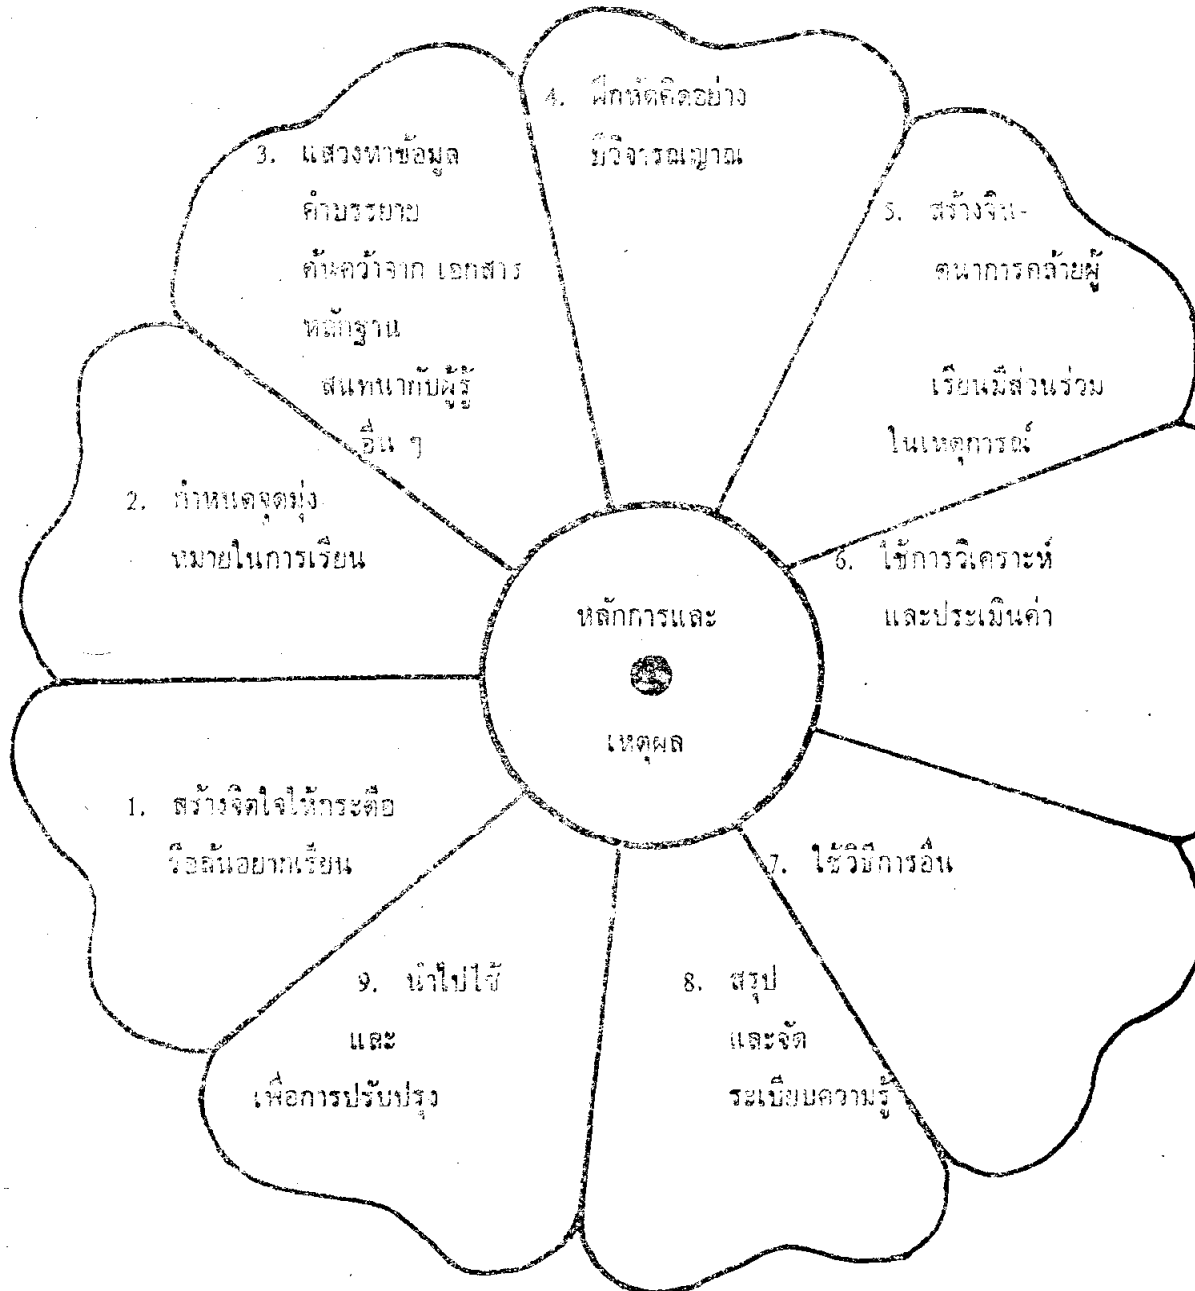 4. ฝึกหัดคิดอย่าง
มีวิจารณญาณ
3. แสวงหาข้อมูล
คำบรรยาย
ค้นคว้าจาก เอกสาร
หลักฐาน
สนทนากับผู้รู้
อื่น ๆ
5. สร้างจิน-
ตนาการคล้ายผู้
เรียนมีส่วนร่วม
ในเหตุการณ์
2. กำหนดจุดมุ่ง
หมายในการเรียน
6. ใช้การวิเคราะห์
และประเมินค่า
หลักการและ
เหตุผล
1. สร้างจิตใจให้กระตือ
รือล้นอยากเรียน
7. ใช้วิธีการอื่น
9. นำไปใช้
และ
เพื่อการปรับปรุง
8. สรุป
และจัด
ระเบียบความรู้